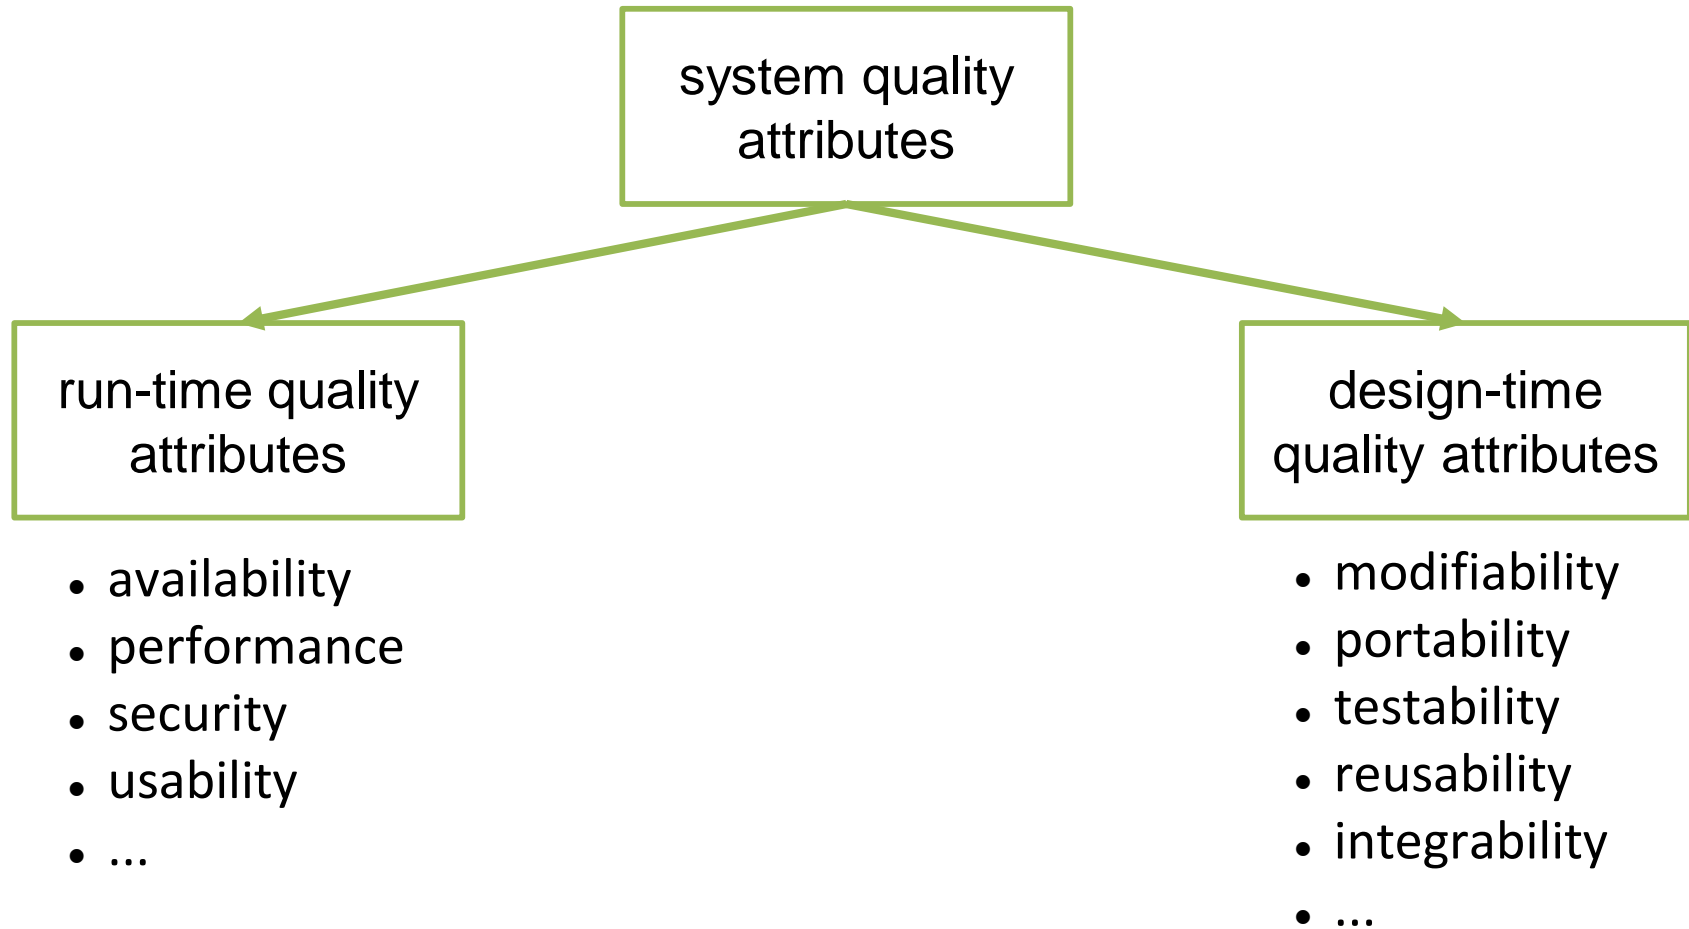 system quality
attributes
run-time quality
attributes
• availability
• performance
• security
• usability
• ...
design-time
quality attributes
• modifiability
• portability
• testability
• reusability
• integrability
• ...